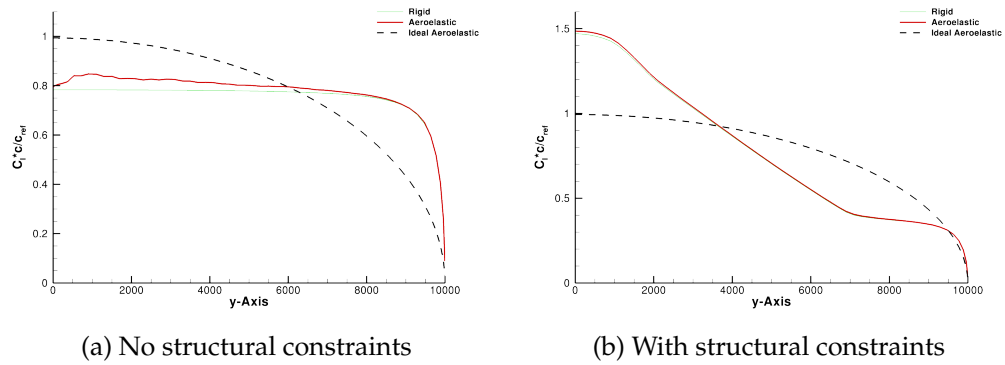 Rigid
Aeroelastic
Ideal Aeroelastic
1
0.8
0.6
0.4
0.2
0
C_l*c/c_ref
0 2000 4000 6000 8000 10000
y-Axis
(a) No structural constraints
Rigid
Aeroelastic
Ideal Aeroelastic
1.5
1
0.5
0
C_l*c/c_ref
0 2000 4000 6000 8000 10000
y-Axis
(b) With structural constraints